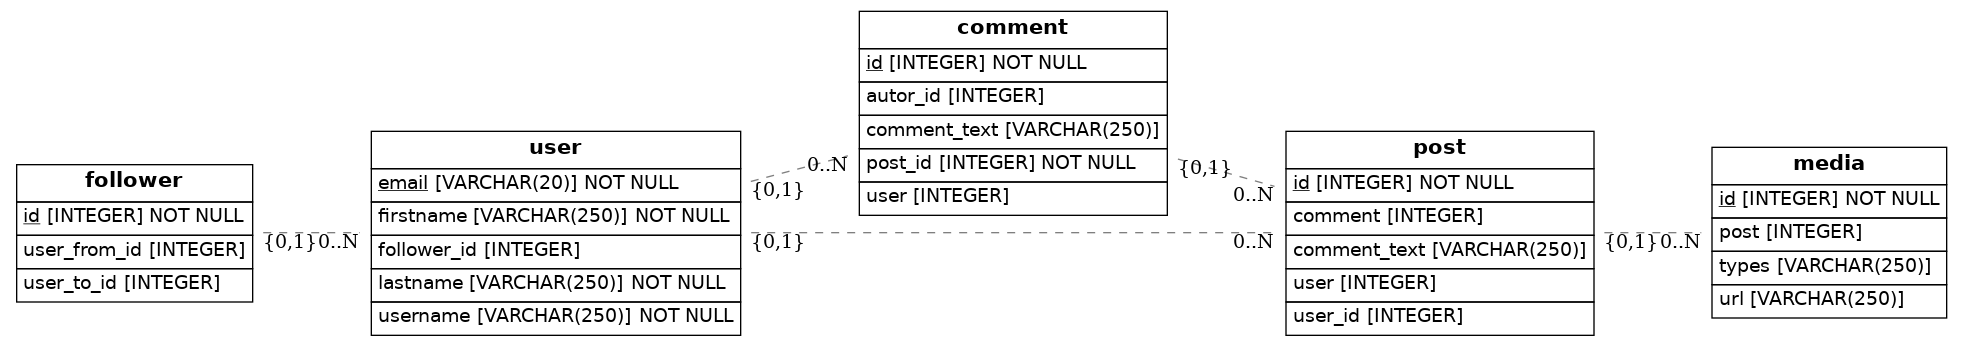 follower
id [INTEGER] NOT NULL
user_from_id [INTEGER]
user_to_id [INTEGER]
{0,1}
0..N
user
email [VARCHAR(20)] NOT NULL
firstname [VARCHAR(250)] NOT NULL
follower_id [INTEGER]
lastname [VARCHAR(250)] NOT NULL
username [VARCHAR(250)] NOT NULL
0..N
{0,1}
{0,1}
0..N
comment
id [INTEGER] NOT NULL
autor_id [INTEGER]
comment_text [VARCHAR(250)]
post_id [INTEGER] NOT NULL
user [INTEGER]
{0,1}
0..N
post
id [INTEGER] NOT NULL
comment [INTEGER]
comment_text [VARCHAR(250)]
user [INTEGER]
user_id [INTEGER]
{0,1}
0..N
media
id [INTEGER] NOT NULL
post [INTEGER]
types [VARCHAR(250)]
url [VARCHAR(250)]